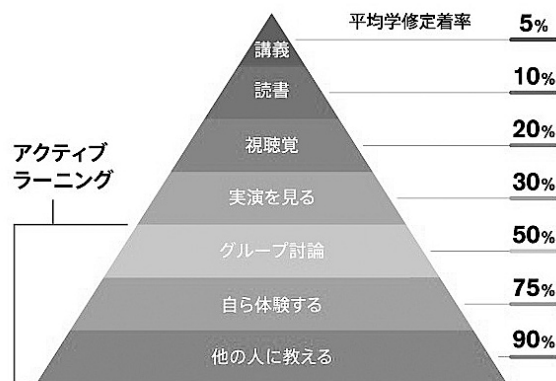 平均学修定着率
講義 5%
読書 10%
視聴覚 20%
実演を見る 30%
アクティブ
ラーニング
グループ討論 50%
自ら体験する 75%
他の人に教える 90%